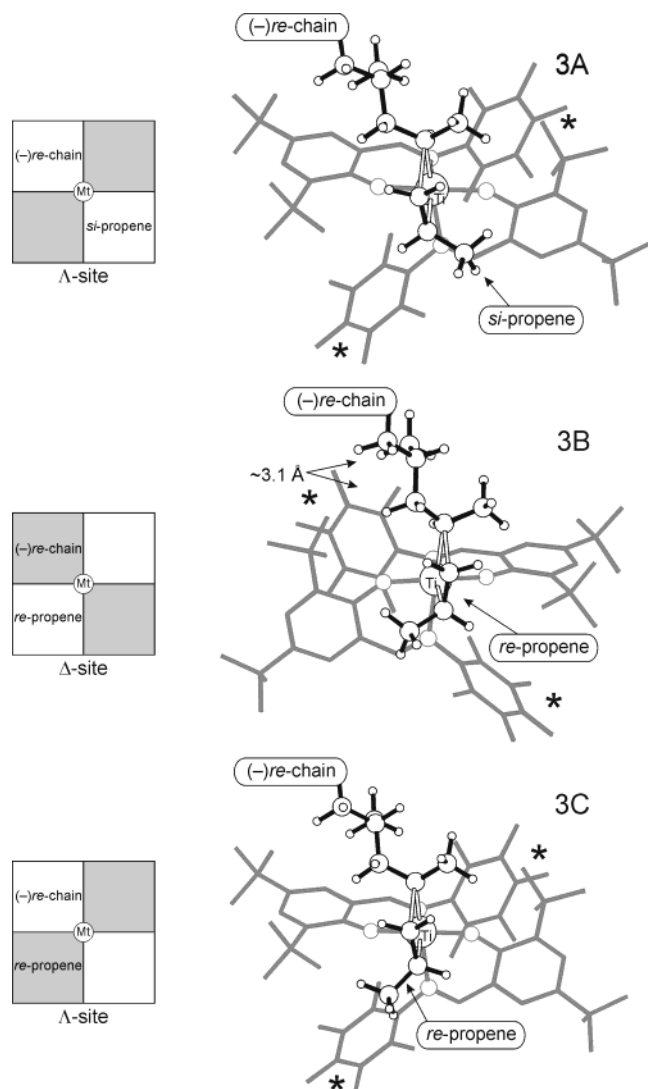 (–)re-chain
3A
*
(–)re-chain
Mt
Ti
si-propene
Λ-site
si-propene
*
(–)re-chain
3B
~3.1 Å
*
(–)re-chain
Mt
Ti
re-propene
Δ-site
re-propene
*
(–)re-chain
3C
*
(–)re-chain
Mt
Ti
re-propene
Λ-site
re-propene
*